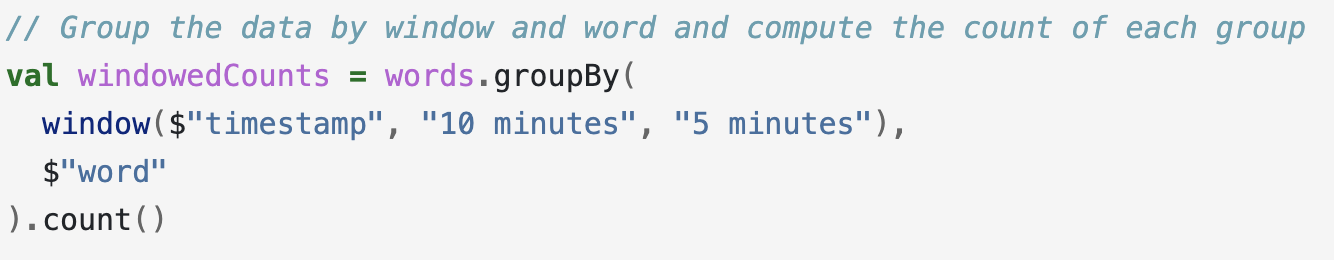 // Group the data by window and word and compute the count of each group
val windowedCounts = words.groupBy(
  window($"timestamp", "10 minutes", "5 minutes"),
  $"word"
).count()